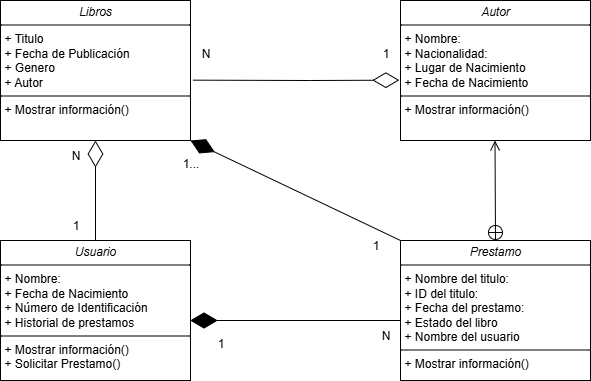 Libros
+ Titulo
+ Fecha de Publicación
+ Genero
+ Autor
+ Mostrar información()
Autor
+ Nombre:
+ Nacionalidad:
+ Lugar de Nacimiento
+ Fecha de Nacimiento
+ Mostrar información()
N
1
N
1
1...
1
Usuario
+ Nombre:
+ Fecha de Nacimiento
+ Número de Identificación
+ Historial de prestamos
+ Mostrar información()
+ Solicitar Prestamo()
1
N
Prestamo
+ Nombre del titulo:
+ ID del titulo:
+ Fecha del prestamo:
+ Estado del libro
+ Nombre del usuario
+ Mostrar información()